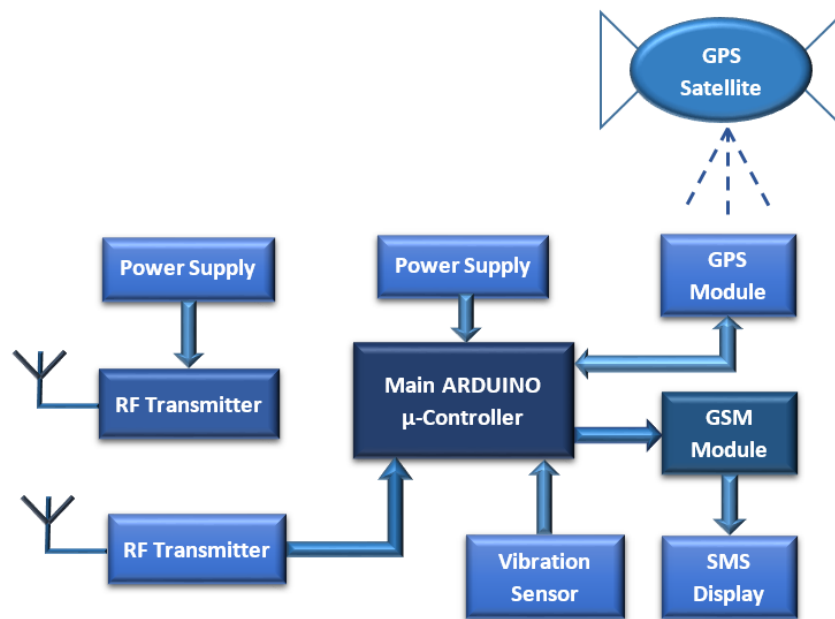 GPS
Satellite
Power Supply
Power Supply
GPS
Module
RF Transmitter
Main ARDUINO
µ-Controller
GSM
Module
RF Transmitter
Vibration
Sensor
SMS
Display